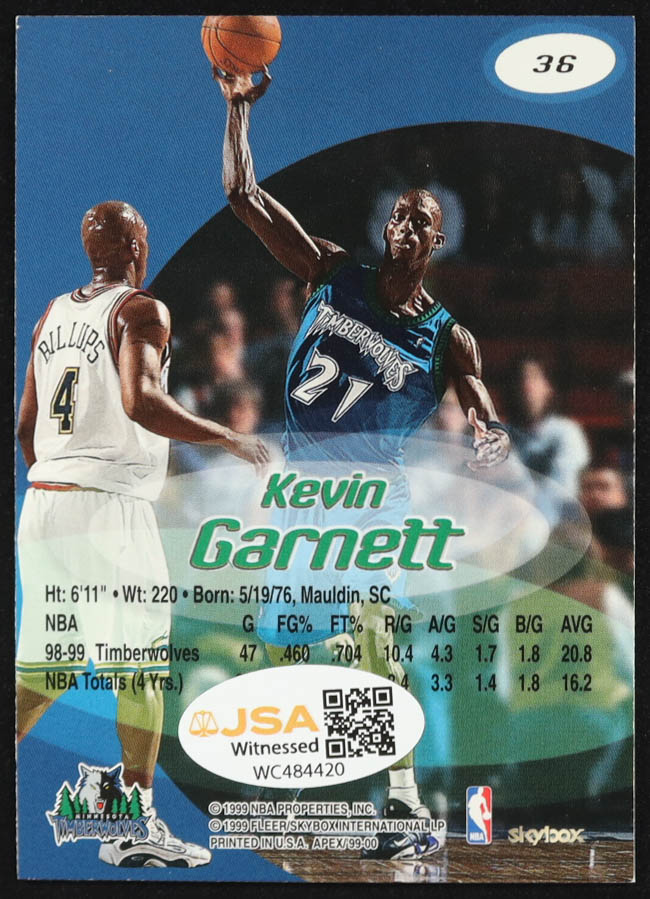 36
BILLUPS
4
TIMBERWOLVES
21
Kevin
Garnett
Ht: 6'11" • Wt: 220 • Born: 5/19/76, Mauldin, SC
NBA G FG% FT% R/G A/G S/G B/G AVG
98-99 Timberwolves 47 .460 .704 10.4 4.3 1.7 1.8 20.8
NBA Totals (4 Yrs.) 3.3 1.4 1.8 16.2
JSA
Witnessed
WC484420
MINNESOTA
TIMBERWOLVES
© 1999 NBA PROPERTIES, INC.
© 1999 FLEER/SKYBOX INTERNATIONAL LP
PRINTED IN U.S.A. APEX/'99-00
NBA
skybox